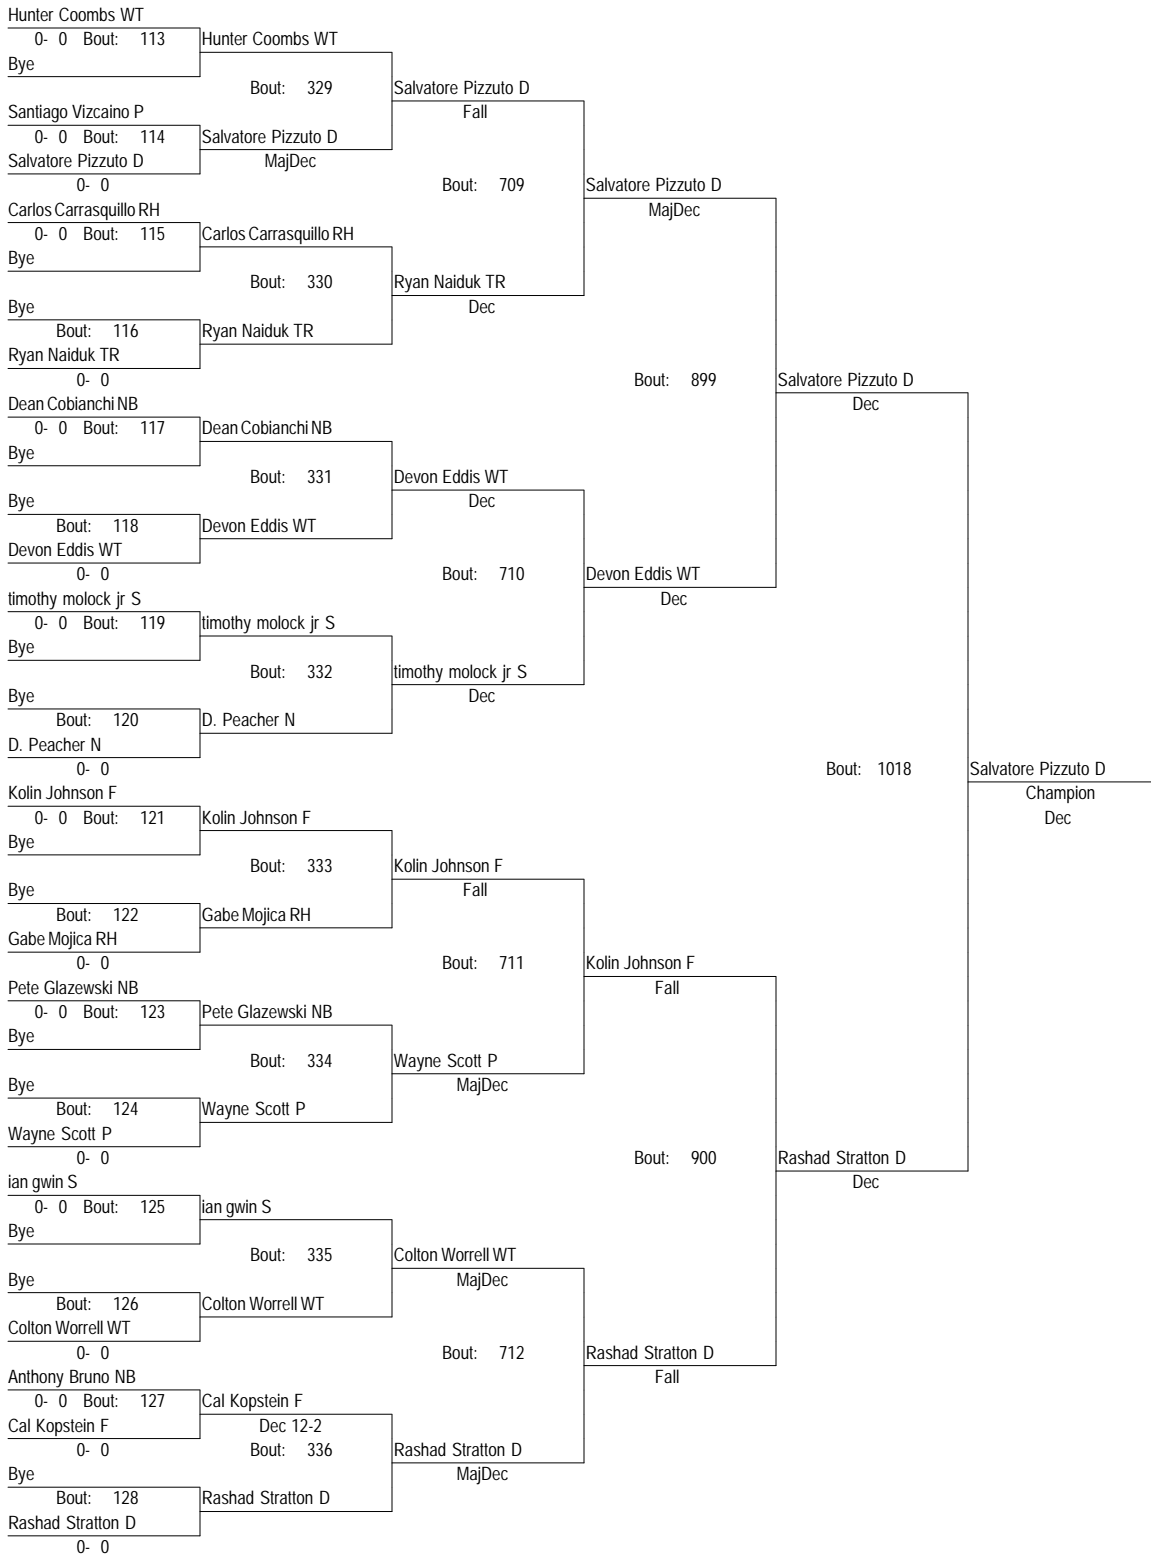 Hunter Coombs WT
0- 0 Bout: 113 Hunter Coombs WT
Bye
Bout: 329 Salvatore Pizzuto D
Santiago Vizcaino P Fall
0- 0 Bout: 114 Salvatore Pizzuto D
Salvatore Pizzuto D MajDec
0- 0 Bout: 709 Salvatore Pizzuto D
Carlos Carrasquillo RH MajDec
0- 0 Bout: 115 Carlos Carrasquillo RH
Bye
Bout: 330 Ryan Naiduk TR
Bye Dec
Bout: 116 Ryan Naiduk TR
Ryan Naiduk TR
0- 0 Bout: 899 Salvatore Pizzuto D
Dean Cobianchi NB Dec
0- 0 Bout: 117 Dean Cobianchi NB
Bye
Bout: 331 Devon Eddis WT
Bye Dec
Bout: 118 Devon Eddis WT
Devon Eddis WT
0- 0 Bout: 710 Devon Eddis WT
timothy molock jr S Dec
0- 0 Bout: 119 timothy molock jr S
Bye
Bout: 332 timothy molock jr S
Bye Dec
Bout: 120 D. Peacher N
D. Peacher N
0- 0 Bout: 1018 Salvatore Pizzuto D
Kolin Johnson F Champion
0- 0 Bout: 121 Kolin Johnson F Dec
Bye
Bout: 333 Kolin Johnson F
Bye Fall
Bout: 122 Gabe Mojica RH
Gabe Mojica RH
0- 0 Bout: 711 Kolin Johnson F
Pete Glazewski NB Fall
0- 0 Bout: 123 Pete Glazewski NB
Bye
Bout: 334 Wayne Scott P
Bye MajDec
Bout: 124 Wayne Scott P
Wayne Scott P
0- 0 Bout: 900 Rashad Stratton D
ian gwin S Dec
0- 0 Bout: 125 ian gwin S
Bye
Bout: 335 Colton Worrell WT
Bye MajDec
Bout: 126 Colton Worrell WT
Colton Worrell WT
0- 0 Bout: 712 Rashad Stratton D
Anthony Bruno NB Fall
0- 0 Bout: 127 Cal Kopstein F
Cal Kopstein F Dec 12-2
0- 0 Bout: 336 Rashad Stratton D
Bye MajDec
Bout: 128 Rashad Stratton D
Rashad Stratton D
0- 0